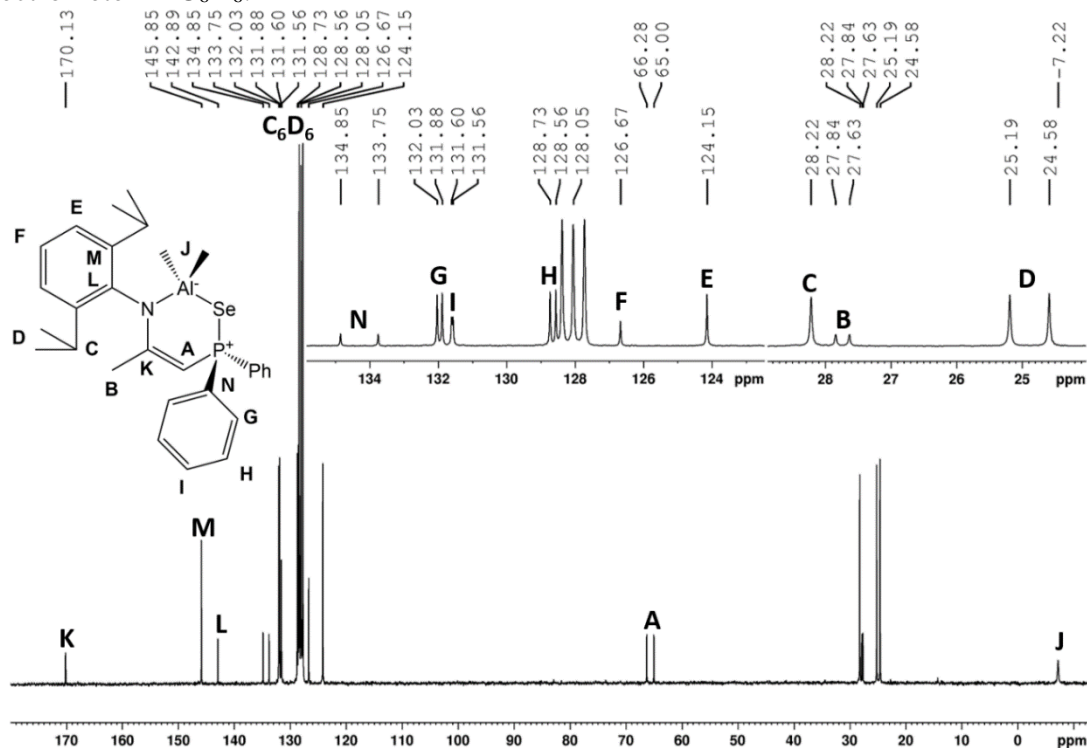 170.13
145.85
142.89
134.85
133.75
132.03
131.88
131.60
131.56
128.73
128.56
128.05
126.67
124.15
66.28
65.00
28.22
27.84
27.63
25.19
24.58
-7.22
C6D6
134.85
133.75
132.03
131.88
131.60
131.56
128.73
128.56
128.05
126.67
124.15
28.22
27.84
27.63
25.19
24.58
E
F
M
J
L
Al-
N
Se
D
C
A
P+
Ph
K
B
N
G
H
I
N
G
I
H
F
E
C
B
D
134 132 130 128 126 124 ppm
28 27 26 25 ppm
M
L
K
A
J
170 160 150 140 130 120 110 100 90 80 70 60 50 40 30 20 10 0 ppm